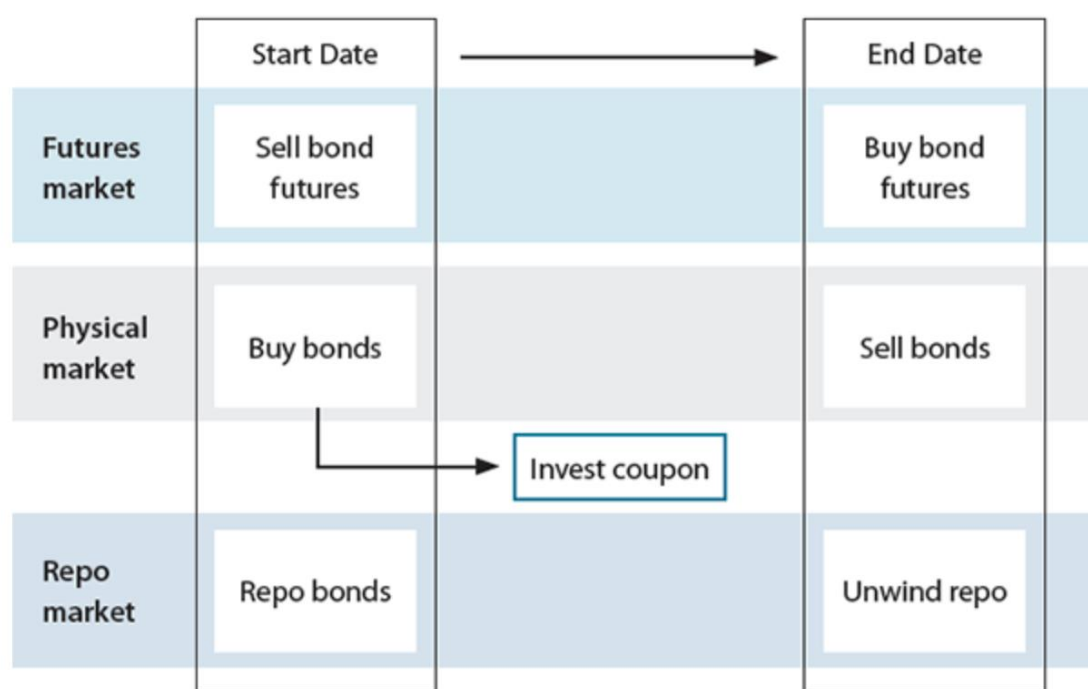 Start Date
End Date
Futures
market
Sell bond
futures
Buy bond
futures
Physical
market
Buy bonds
Sell bonds
Invest coupon
Repo
market
Repo bonds
Unwind repo